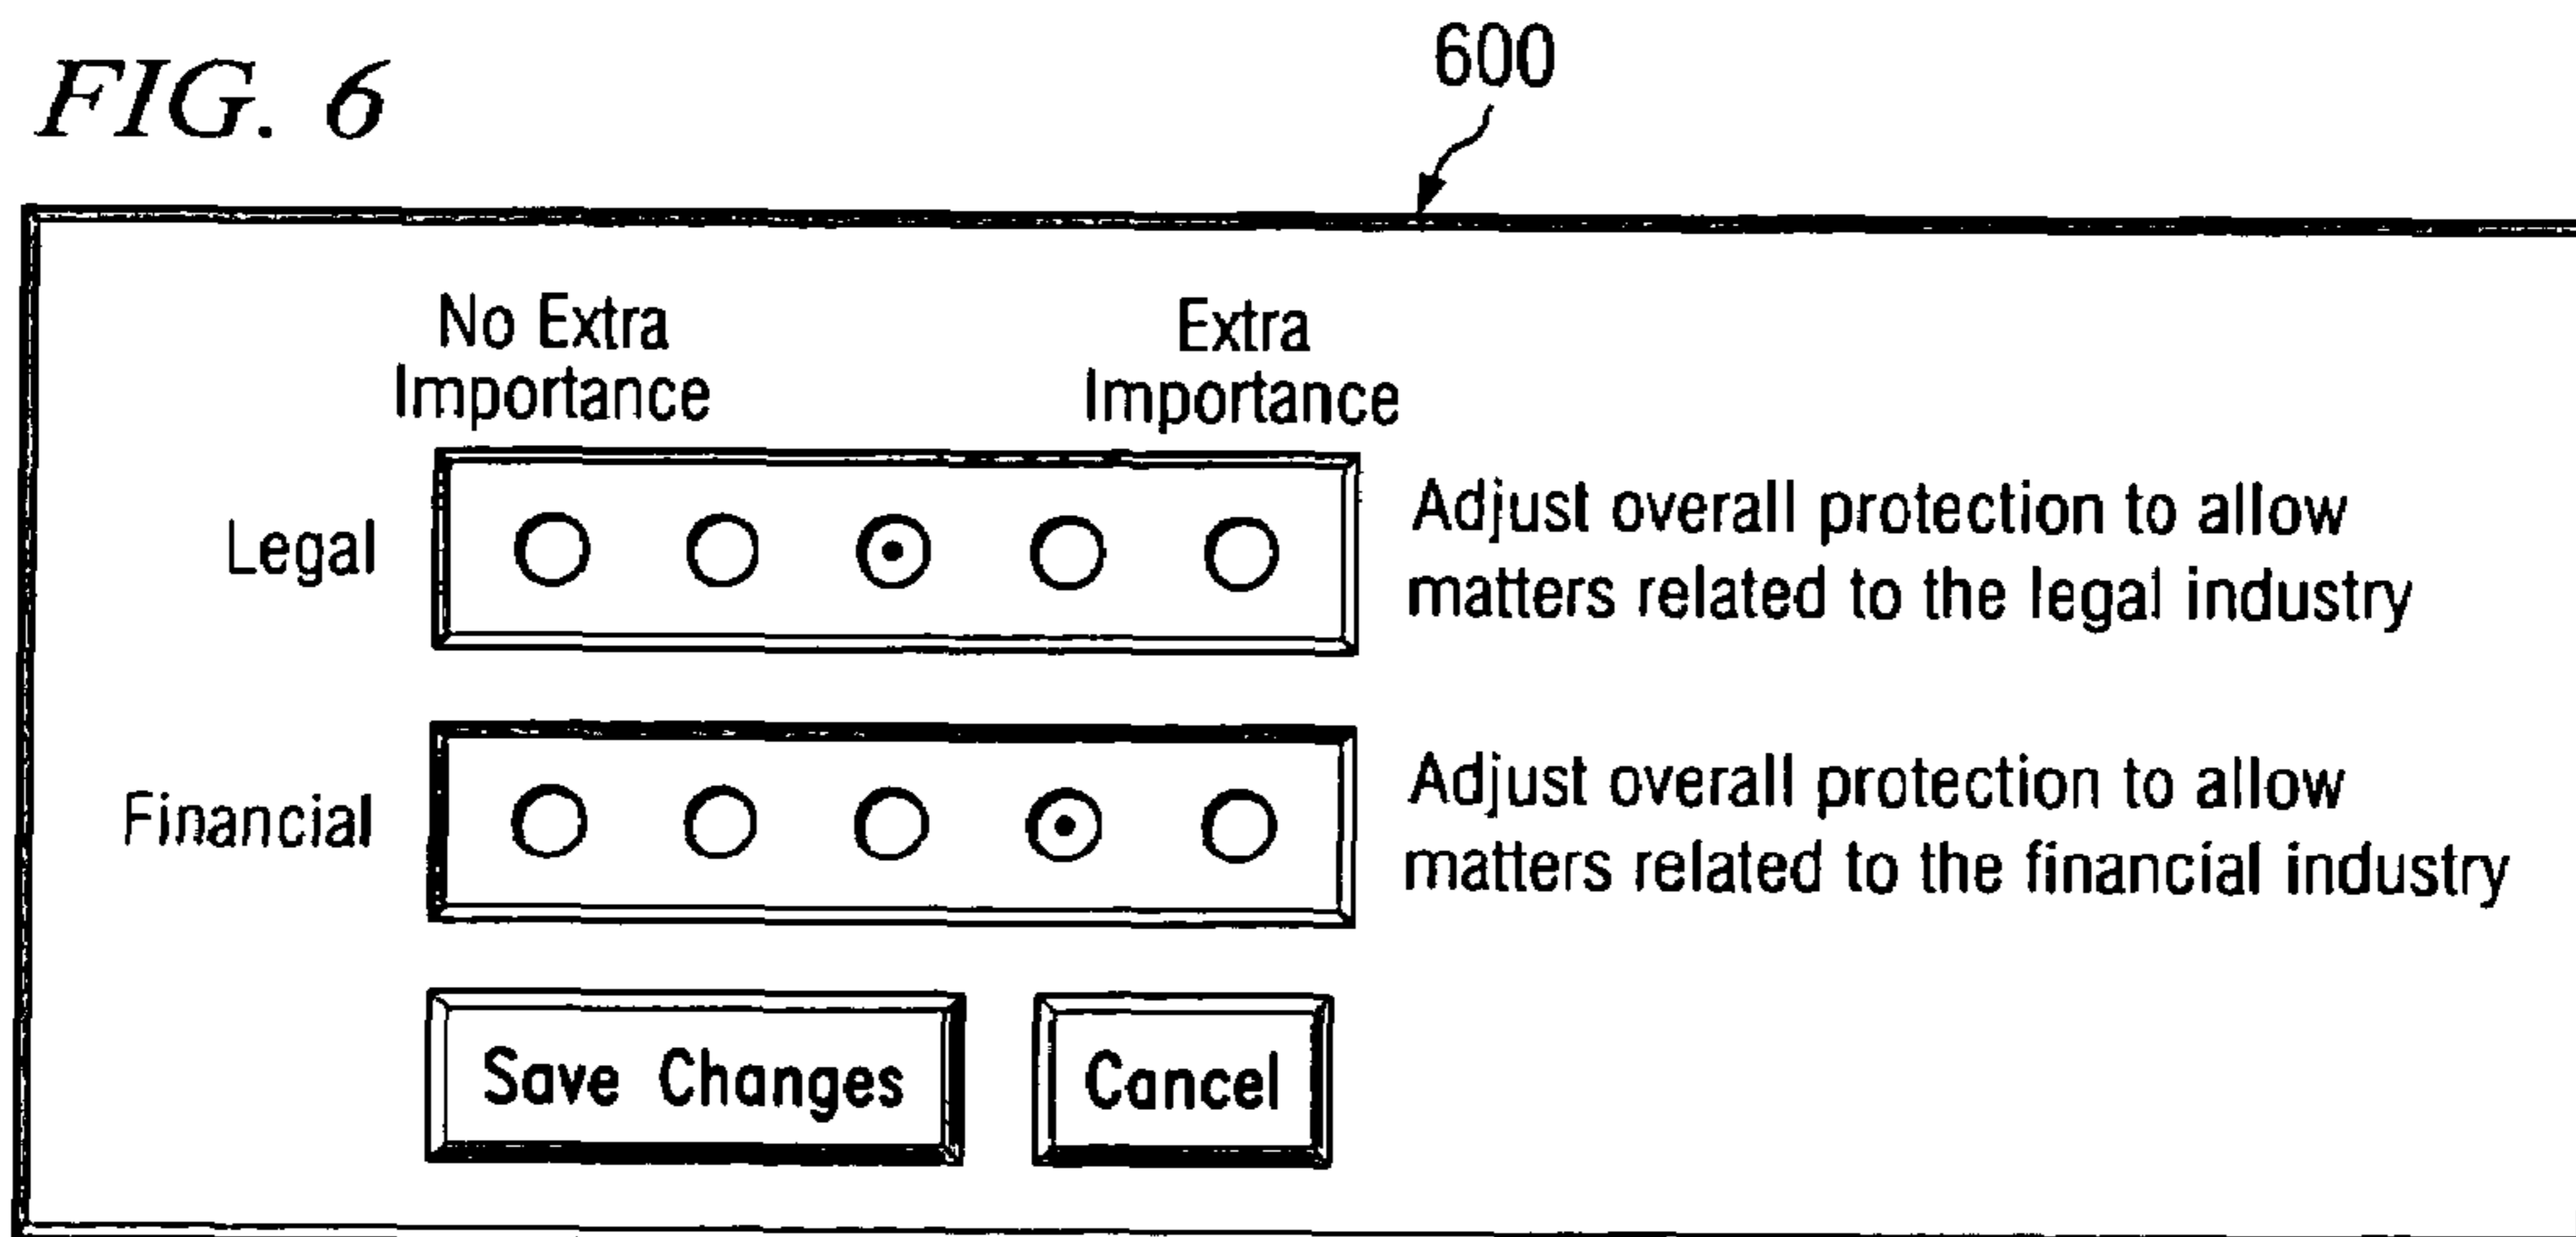 FIG. 6
600
No Extra
Importance
Extra
Importance
Legal
Adjust overall protection to allow
matters related to the legal industry
Financial
Adjust overall protection to allow
matters related to the financial industry
Save Changes
Cancel